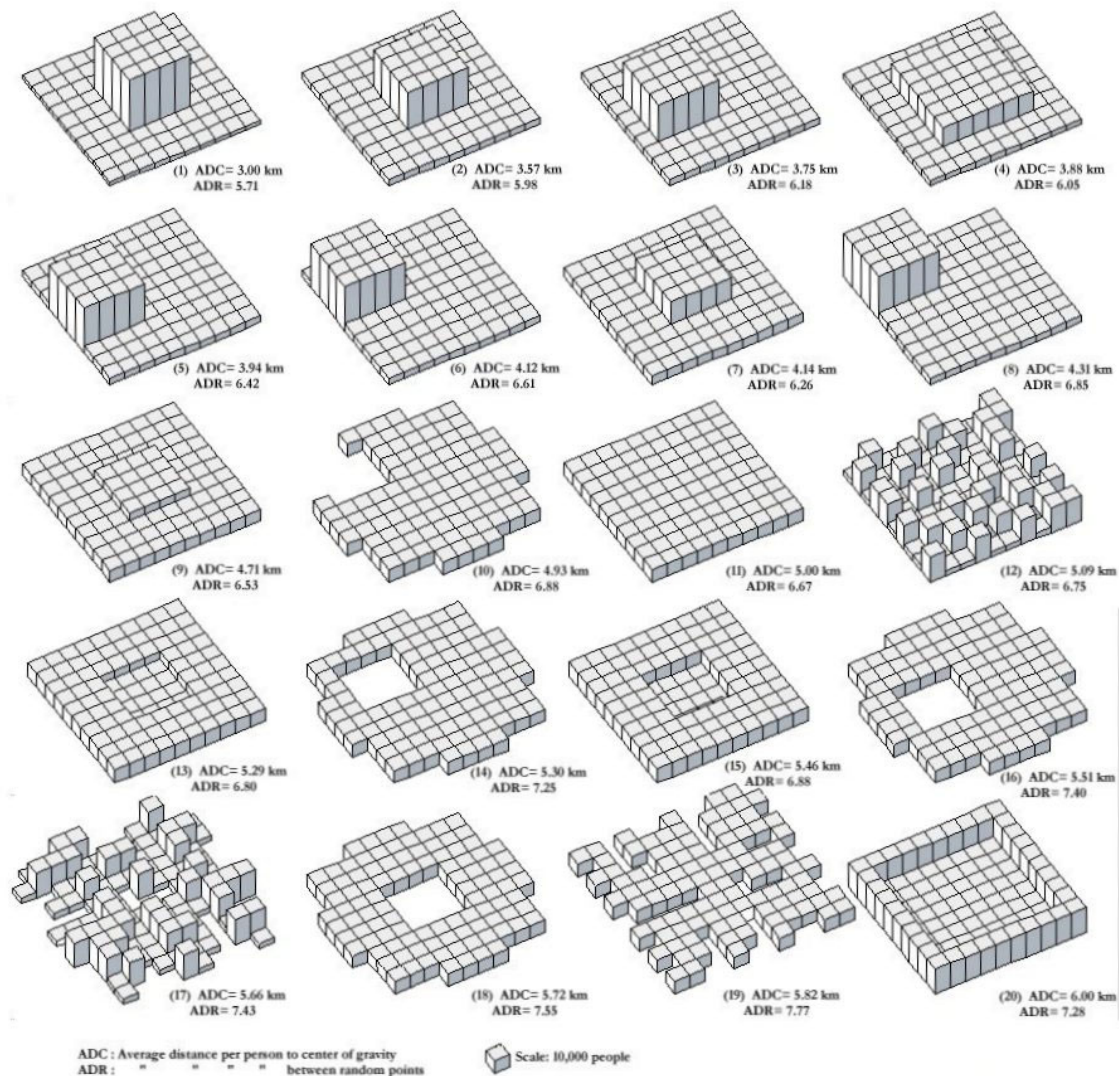 (1) ADC= 3.00 km
ADR= 5.71
(2) ADC= 3.57 km
ADR= 5.98
(3) ADC= 3.75 km
ADR= 6.18
(4) ADC= 3.88 km
ADR= 6.05
(5) ADC= 3.94 km
ADR= 6.42
(6) ADC= 4.12 km
ADR= 6.61
(7) ADC= 4.14 km
ADR= 6.26
(8) ADC= 4.31 km
ADR= 6.85
(9) ADC= 4.71 km
ADR= 6.53
(10) ADC= 4.93 km
ADR= 6.88
(11) ADC= 5.00 km
ADR= 6.67
(12) ADC= 5.09 km
ADR= 6.75
(13) ADC= 5.29 km
ADR= 6.80
(14) ADC= 5.30 km
ADR= 7.25
(15) ADC= 5.46 km
ADR= 6.88
(16) ADC= 5.51 km
ADR= 7.40
(17) ADC= 5.66 km
ADR= 7.43
(18) ADC= 5.72 km
ADR= 7.55
(19) ADC= 5.82 km
ADR= 7.77
(20) ADC= 6.00 km
ADR= 7.28
ADC : Average distance per person to center of gravity
ADR : " " " " between random points
Scale: 10,000 people